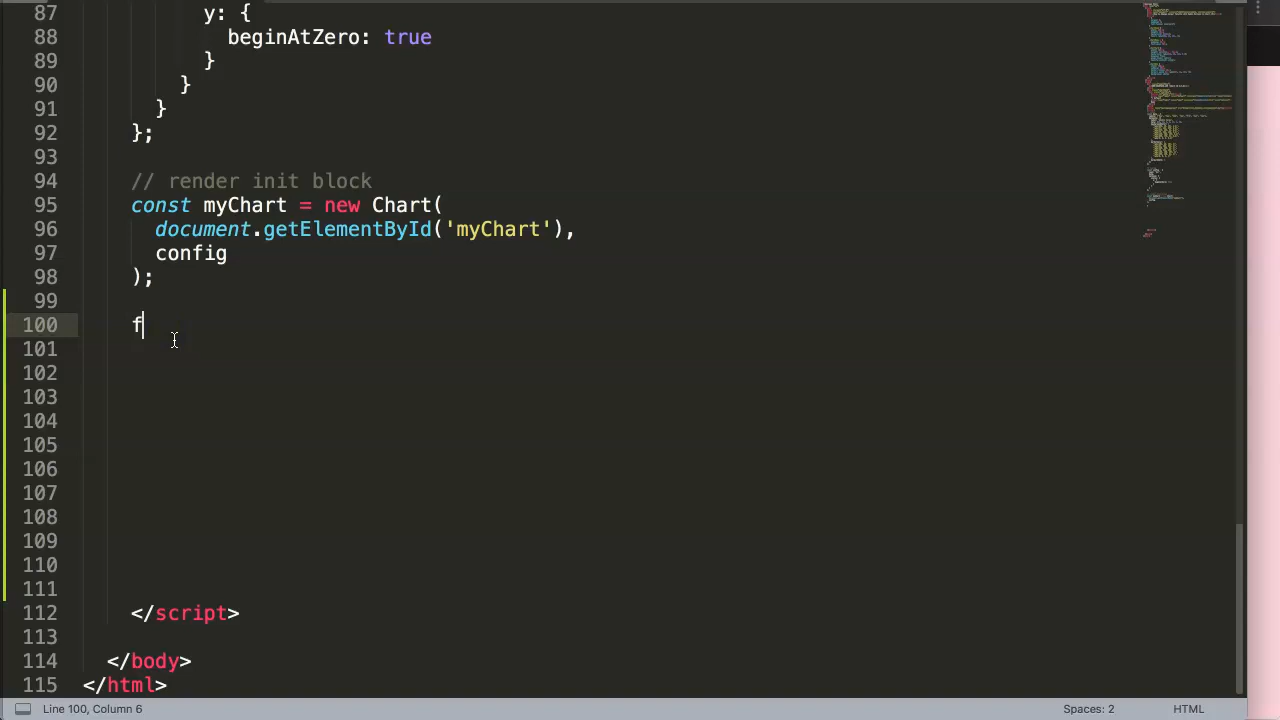 87 y: {
88 beginAtZero: true
89 }
90 }
91 }
92 };
93
94 // render init block
95 const myChart = new Chart(
96 document.getElementById('myChart'),
97 config
98 );
99
100 f
101
102
103
104
105
106
107
108
109
110
111
112 </script>
113
114 </body>
115 </html>
Line 100, Column 6 Spaces: 2 HTML